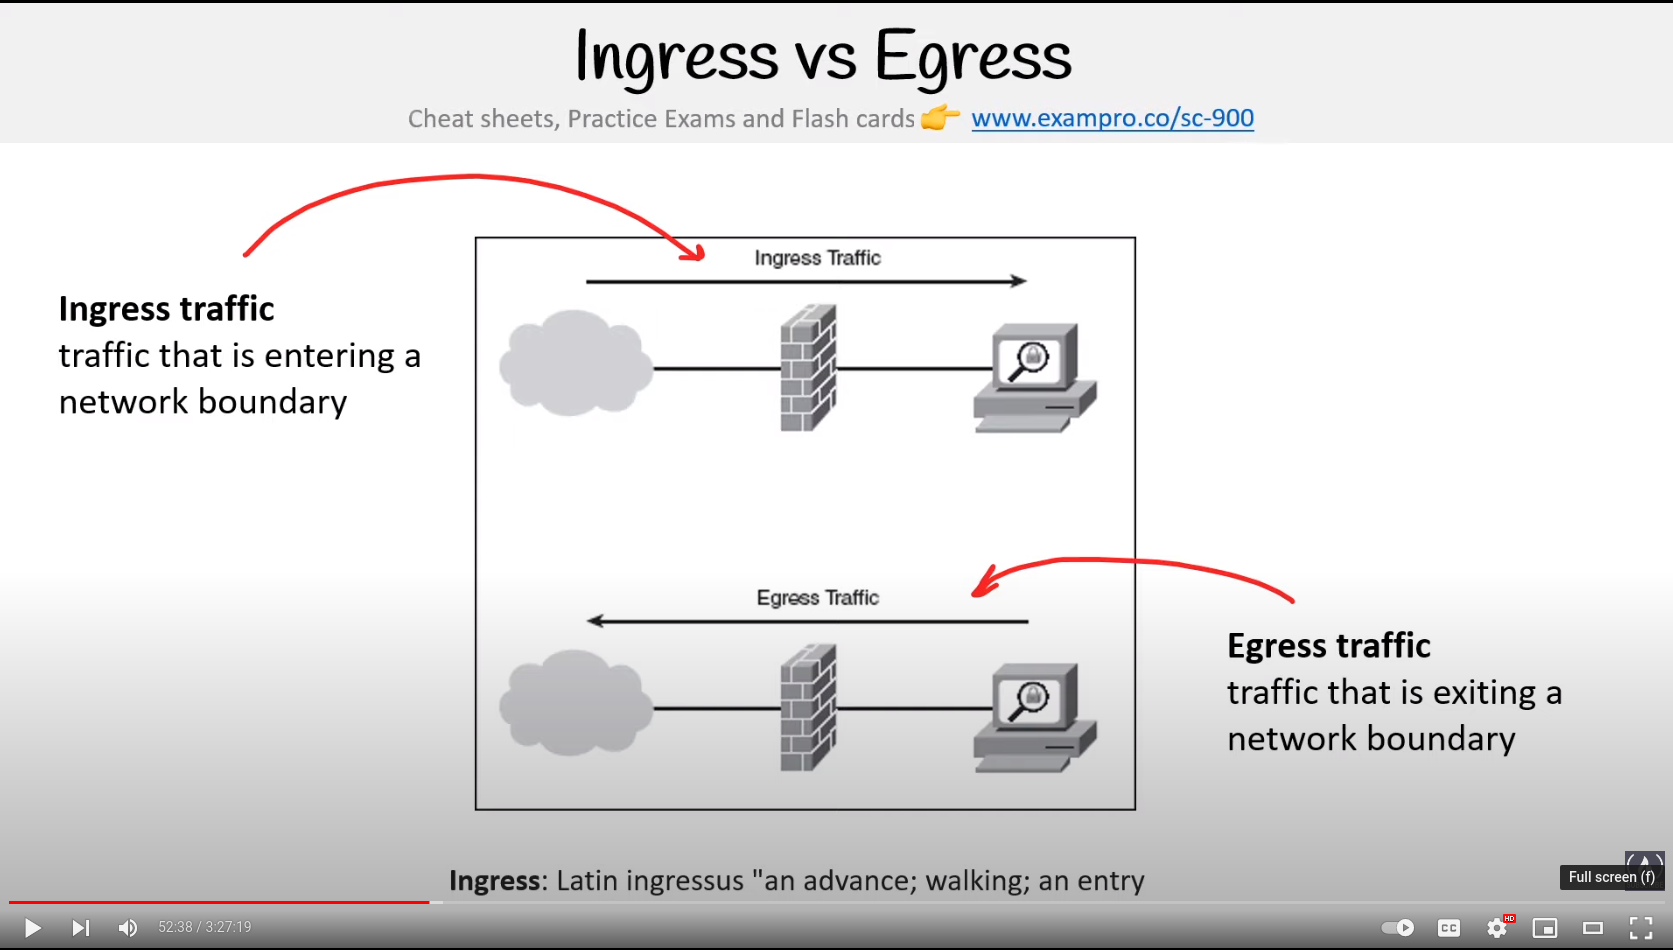 Ingress vs Egress
Cheat sheets, Practice Exams and Flash cards 👉 www.exampro.co/sc-900
Ingress Traffic
Ingress traffic
traffic that is entering a
network boundary
Egress Traffic
Egress traffic
traffic that is exiting a
network boundary
Ingress: Latin ingressus "an advance; walking; an entry
Full screen (f)
52:38 / 3:27:19
CC
HD